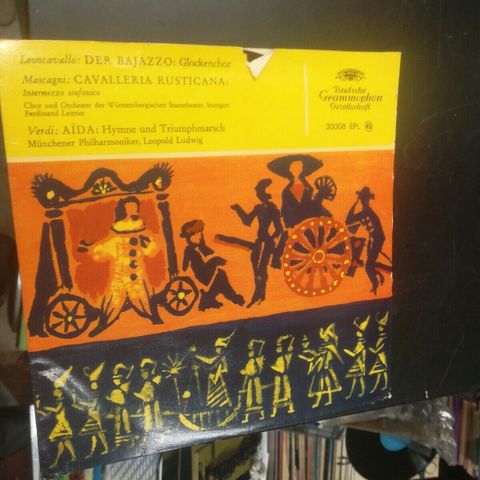 Leoncavallo: DER BAJAZZO: Glockenchor
Mascagni: CAVALLERIA RUSTICANA:
Intermezzo sinfonico
Chor und Orchester der Württembergischen Staatstheater, Stuttgart
Ferdinand Leitner
Verdi: AÏDA: Hymne und Triumphmarsch
Münchener Philharmoniker, Leopold Ludwig
Deutsche
Grammophon
Gesellschaft
30008 EPL 45